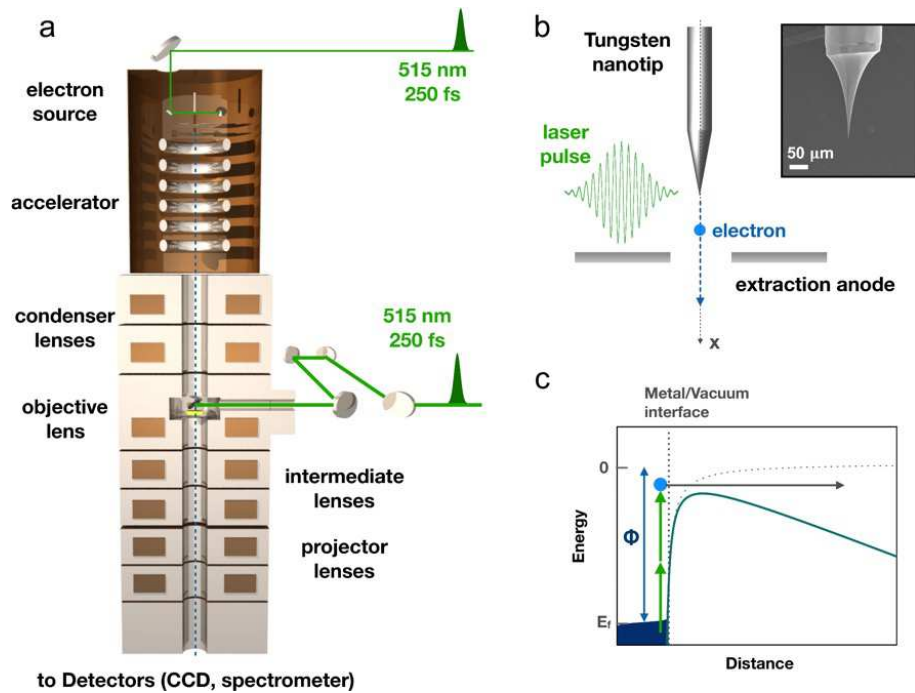 a
515 nm
250 fs
electron
source
accelerator
condenser
lenses
515 nm
250 fs
objective
lens
intermediate
lenses
projector
lenses
to Detectors (CCD, spectrometer)
b
Tungsten
nanotip
laser
pulse
50 μm
electron
extraction anode
x
c
Metal/Vacuum
interface
0
Φ
Energy
Ef
Distance